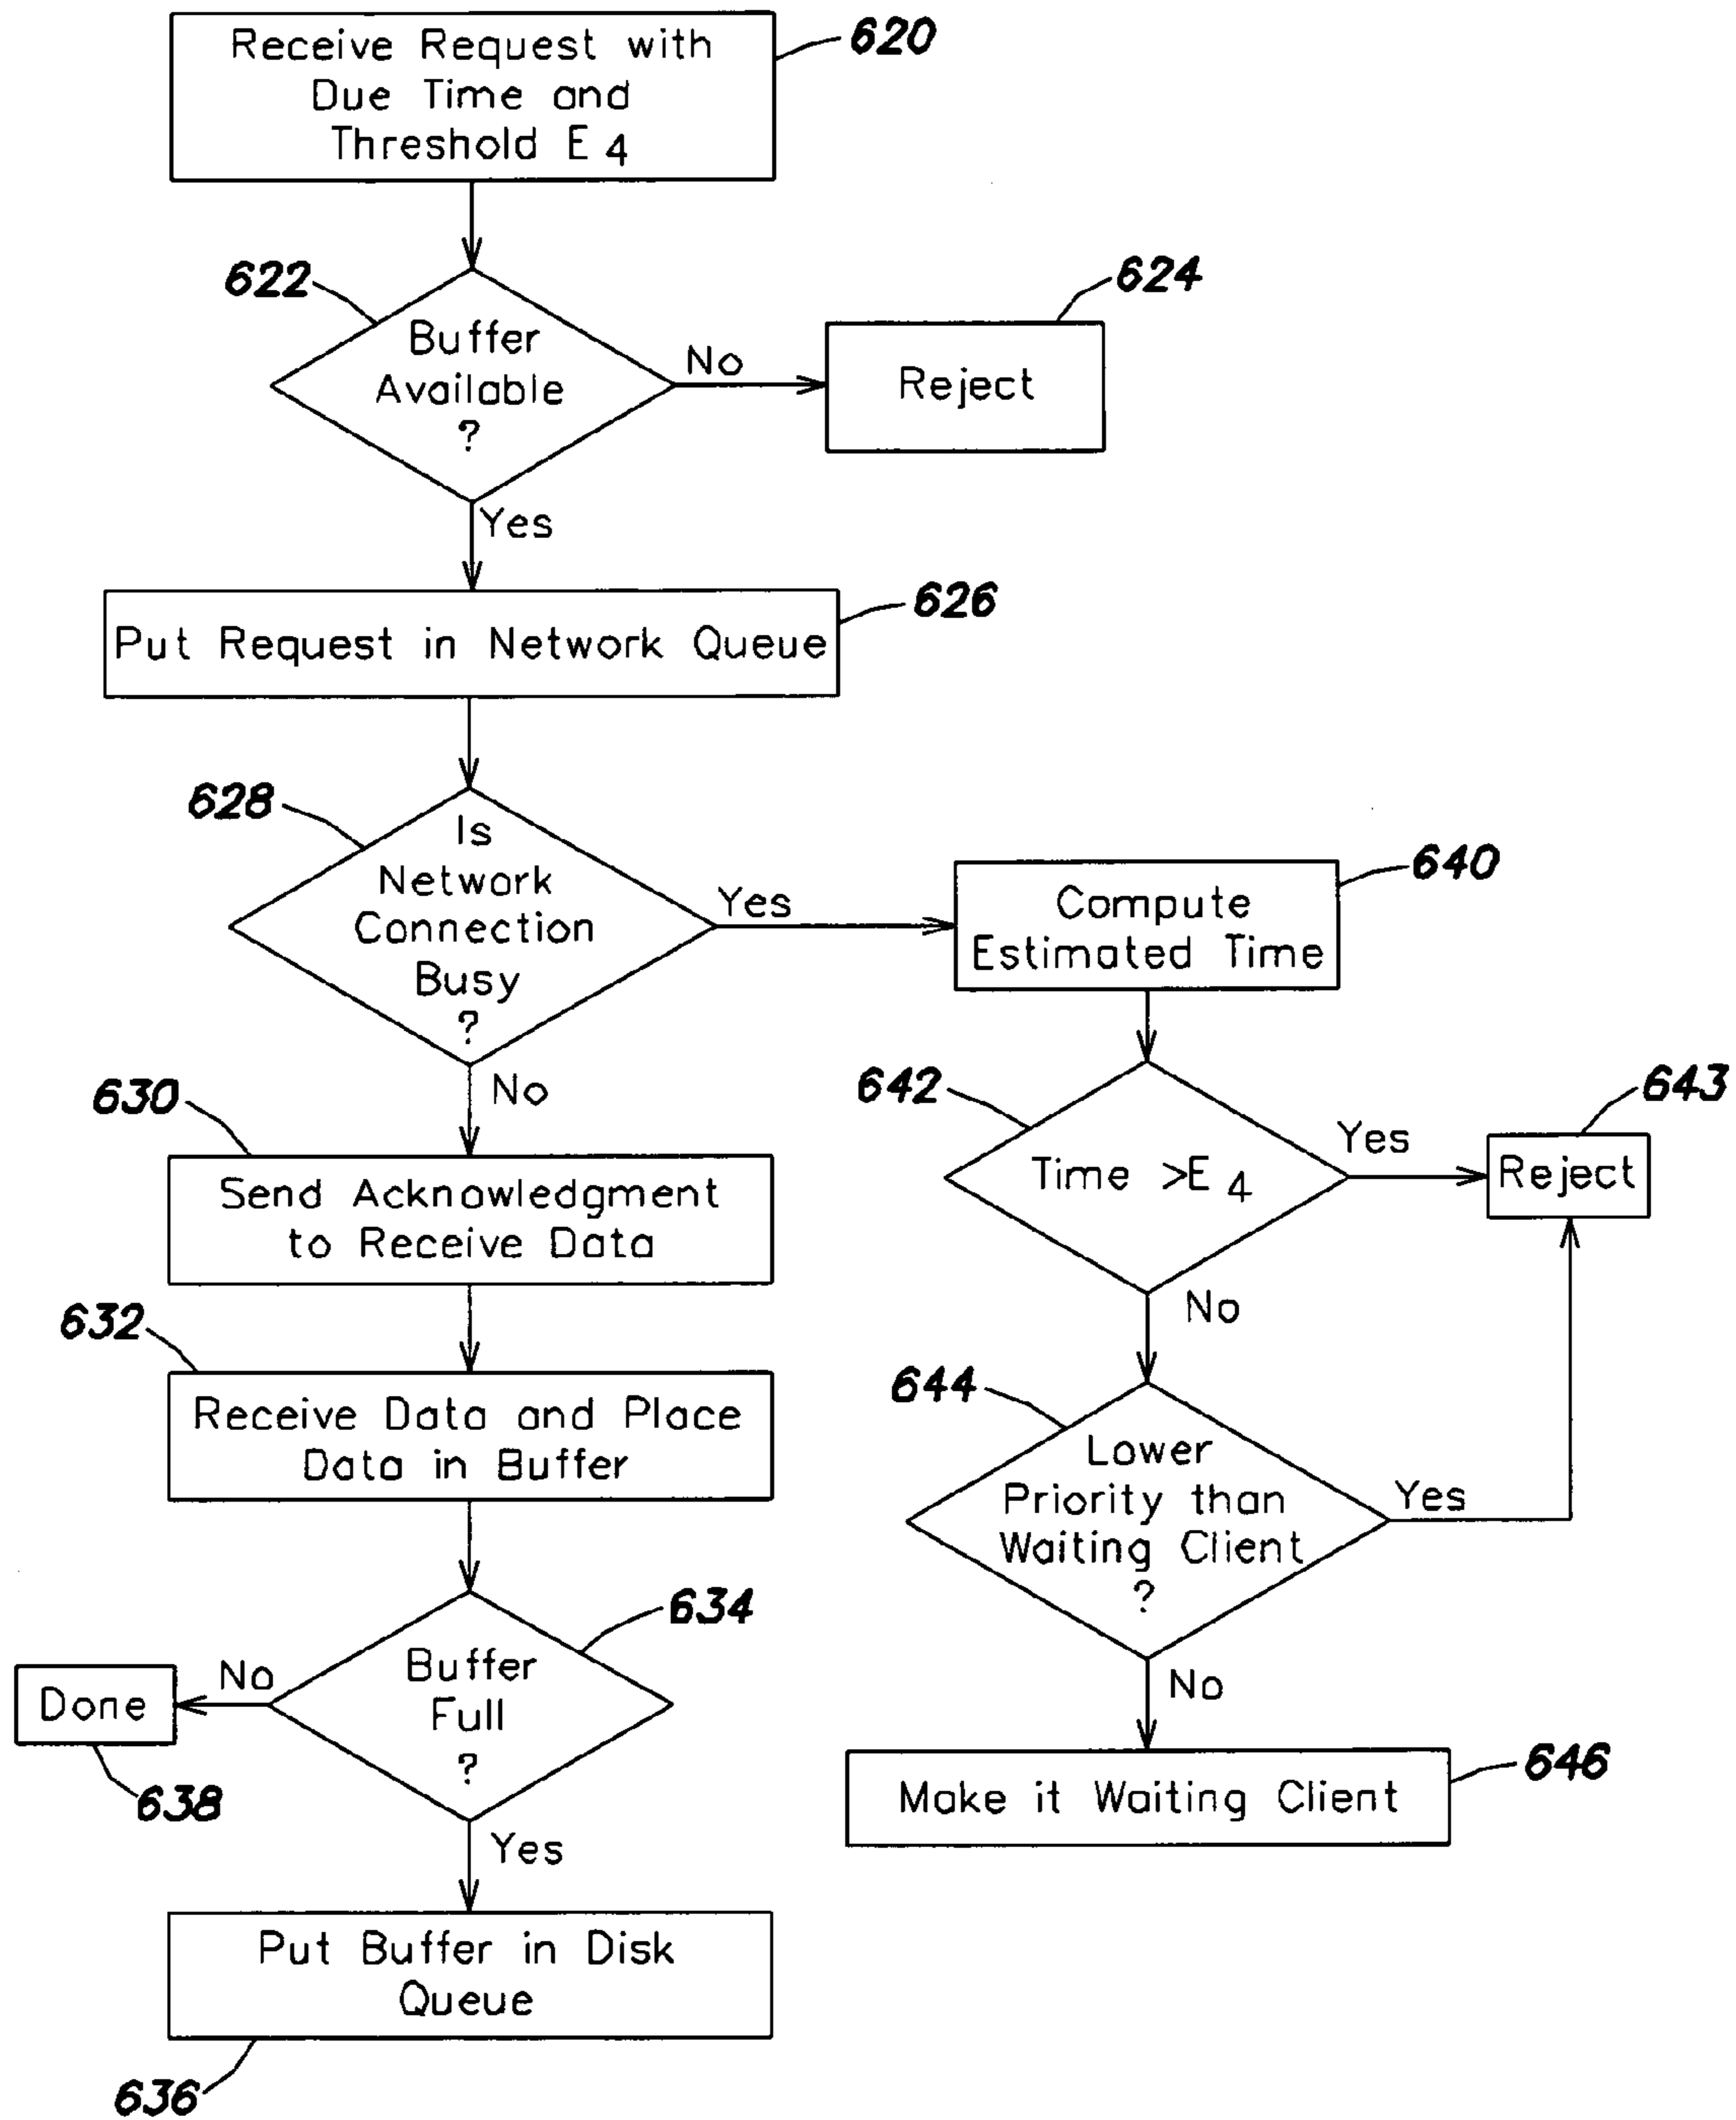 Receive Request with
Due Time and
Threshold E 4
620
622
Buffer
Available
?
No
624
Reject
Yes
626
Put Request in Network Queue
628
Is
Network
Connection
Busy
?
Yes
640
Compute
Estimated Time
No
630
Send Acknowledgment
to Receive Data
642
Time >E 4
Yes
643
Reject
No
632
Receive Data and Place
Data in Buffer
644
Lower
Priority than
Waiting Client
?
Yes
634
Buffer
Full
?
No
Done
638
No
646
Make it Waiting Client
Yes
Put Buffer in Disk
Queue
636